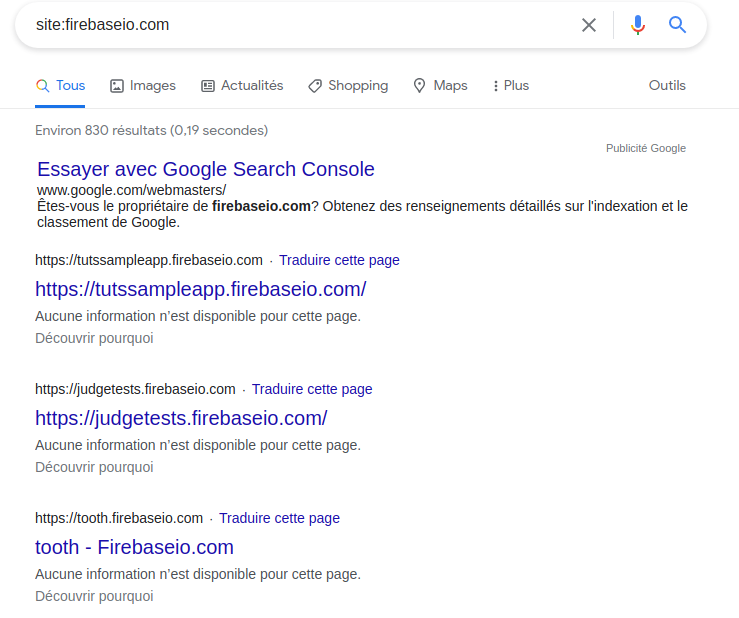 site:firebaseio.com
Tous Images Actualités Shopping Maps Plus Outils
Environ 830 résultats (0,19 secondes)
Publicité Google
Essayer avec Google Search Console
www.google.com/webmasters/
Êtes-vous le propriétaire de firebaseio.com? Obtenez des renseignements détaillés sur l'indexation et le
classement de Google.
https://tutssampleapp.firebaseio.com · Traduire cette page
https://tutssampleapp.firebaseio.com/
Aucune information n’est disponible pour cette page.
Découvrir pourquoi
https://judgetests.firebaseio.com · Traduire cette page
https://judgetests.firebaseio.com/
Aucune information n’est disponible pour cette page.
Découvrir pourquoi
https://tooth.firebaseio.com · Traduire cette page
tooth - Firebaseio.com
Aucune information n’est disponible pour cette page.
Découvrir pourquoi